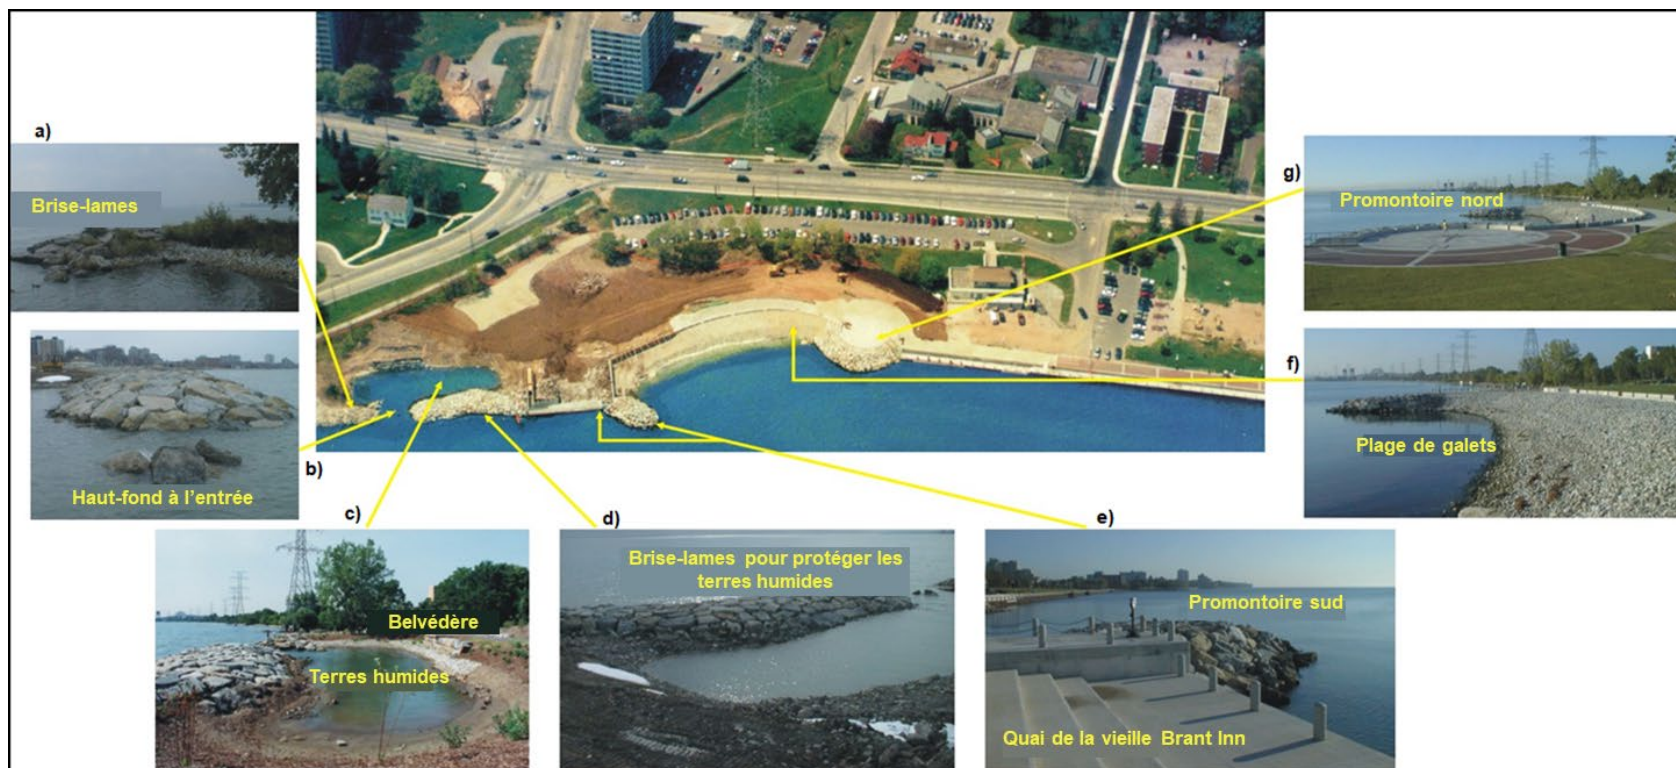 a)
Brise-lames
Haut-fond à l'entrée
b)
c)
Belvédère
Terres humides
d)
Brise-lames pour protéger les
terres humides
e)
Promontoire sud
Quai de la vieille Brant Inn
g)
Promontoire nord
f)
Plage de galets